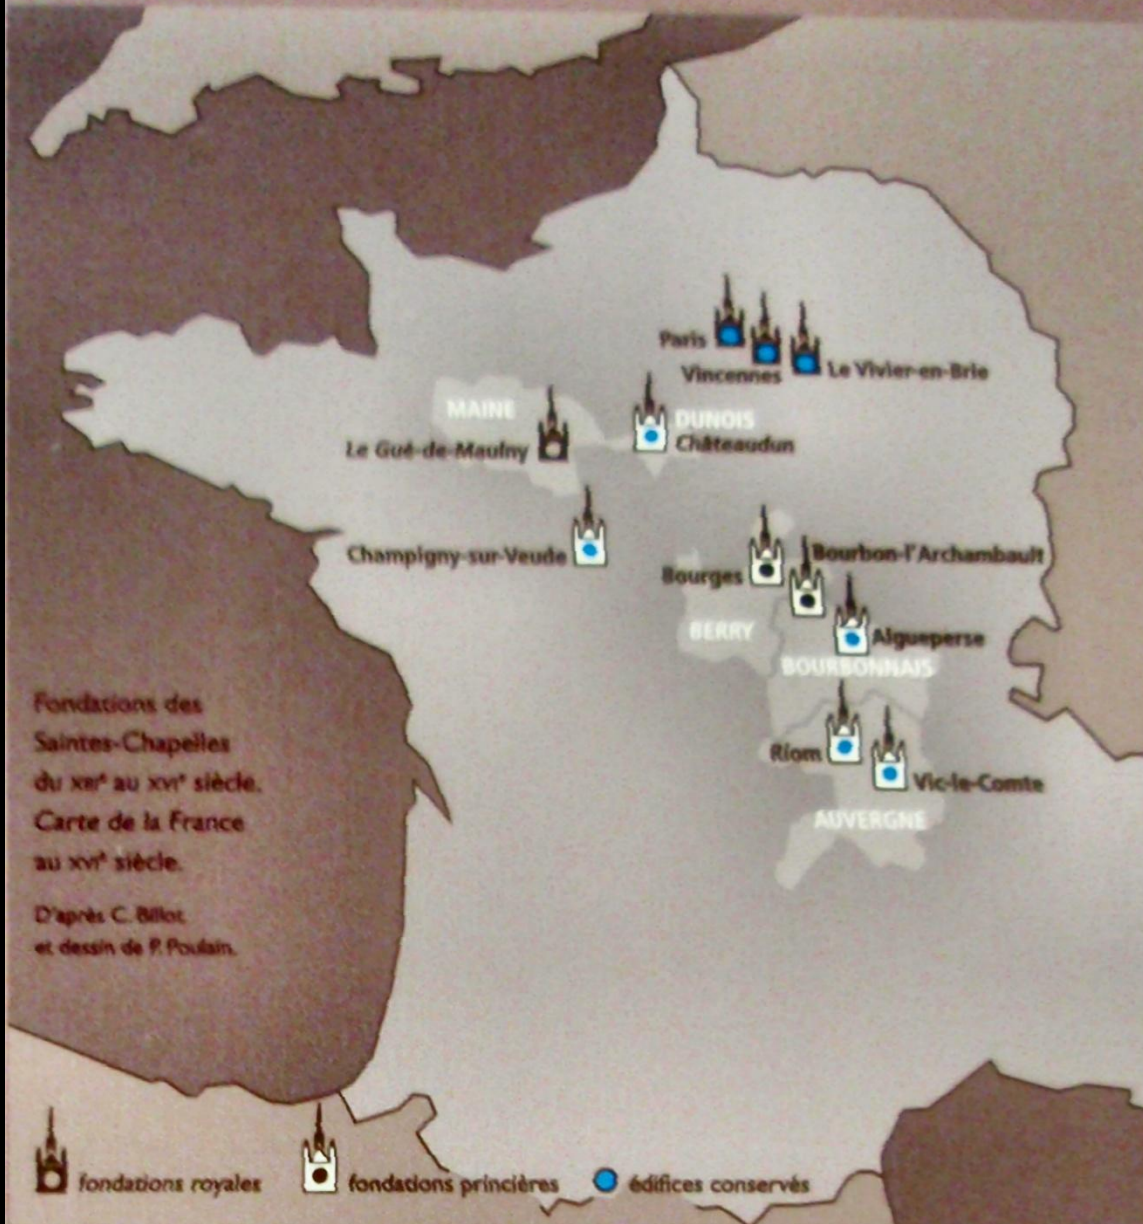 Paris
Vincennes
Le Vivier-en-Brie
MAINE
DUNOIS
Le Gué-de-Maulny
Châteaudun
Champigny-sur-Veude
Bourbon-l'Archambault
Bourges
BERRY
Aigueperse
BOURBONNAIS
Riom
Vic-le-Comte
AUVERGNE
Fondations des
Saintes-Chapelles
du XIIIe au XVIe siècle.
Carte de la France
au XVIe siècle.
D'après C. Billot
et dessin de P. Poulain.
fondations royales
fondations princières
édifices conservés